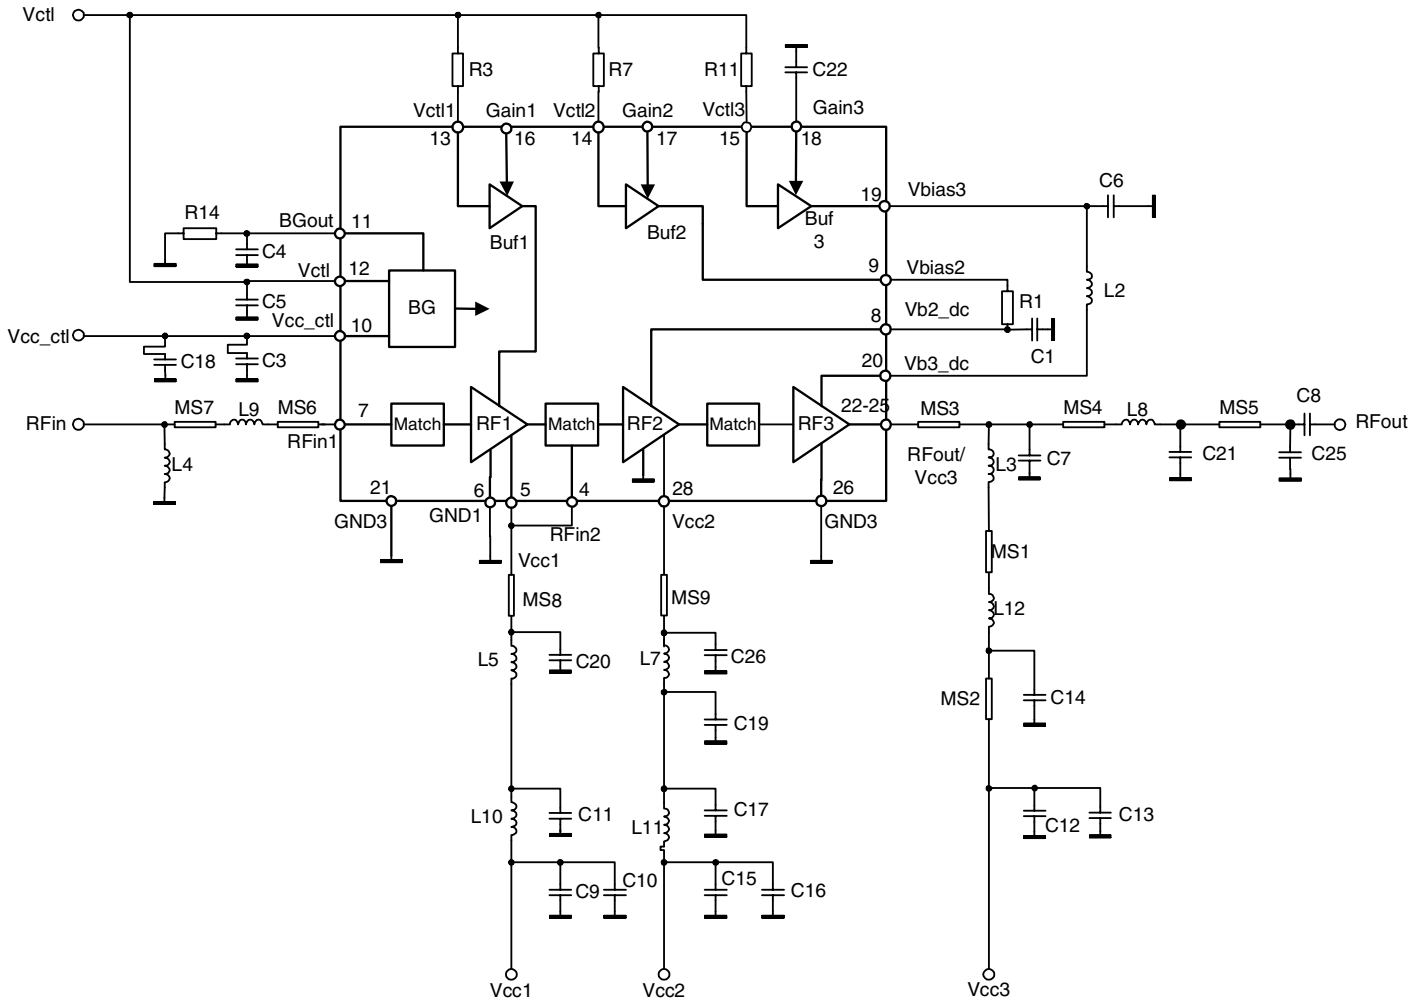 Vctl
R3
R7
R11
C22
Vctl1
Gain1
Vctl2
Gain2
Vctl3
Gain3
13
16
14
17
15
18
Buf1
Buf2
Buf
3
19
Vbias3
C6
R14
BGout
11
C4
Vctl
12
C5
BG
9
Vbias2
R1
L2
Vcc_ctl
Vcc_ctl
10
8
Vb2_dc
C1
C18
C3
20
Vb3_dc
RFin
MS7
L9
MS6
RFin1
7
Match
RF1
Match
RF2
Match
RF3
22-25
MS3
MS4
L8
MS5
C8
RFout
L4
RFout/
Vcc3
L3
C7
C21
C25
21
6
5
4
28
26
GND3
GND1
RFin2
Vcc2
GND3
Vcc1
MS1
MS8
MS9
L12
L5
C20
L7
C26
MS2
C14
C19
L10
C11
L11
C17
C12
C13
C9
C10
C15
C16
Vcc1
Vcc2
Vcc3